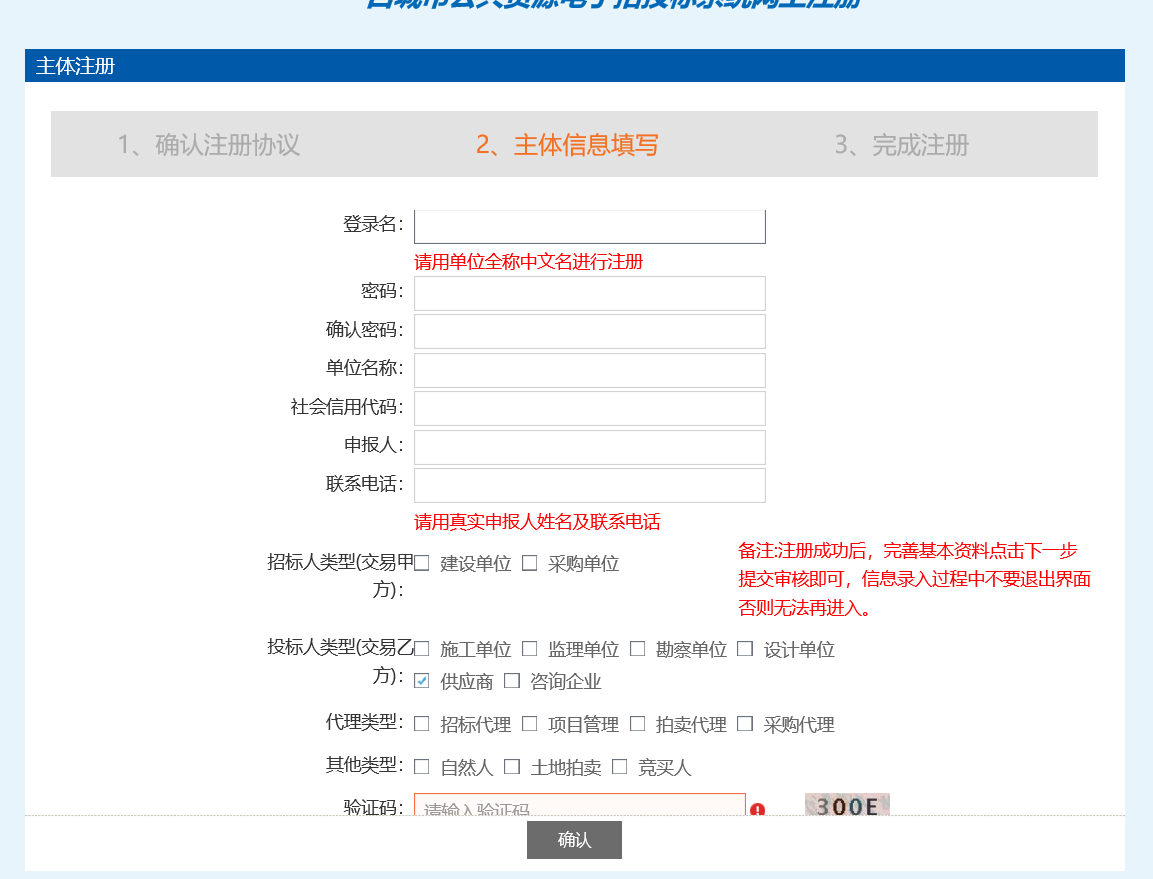 主体注册
1、确认注册协议 2、主体信息填写 3、完成注册
登录名：
请用单位全称中文名进行注册
密码：
确认密码：
单位名称：
社会信用代码：
申报人：
联系电话：
请用真实申报人姓名及联系电话
招标人类型(交易甲方)： 建设单位 采购单位
备注:注册成功后，完善基本资料点击下一步
提交审核即可，信息录入过程中不要退出界面
否则无法再进入。
投标人类型(交易乙方)： 施工单位 监理单位 勘察单位 设计单位
供应商 咨询企业
代理类型： 招标代理 项目管理 拍卖代理 采购代理
其他类型： 自然人 土地拍卖 竞买人
验证码： 请输入验证码 300E
确认